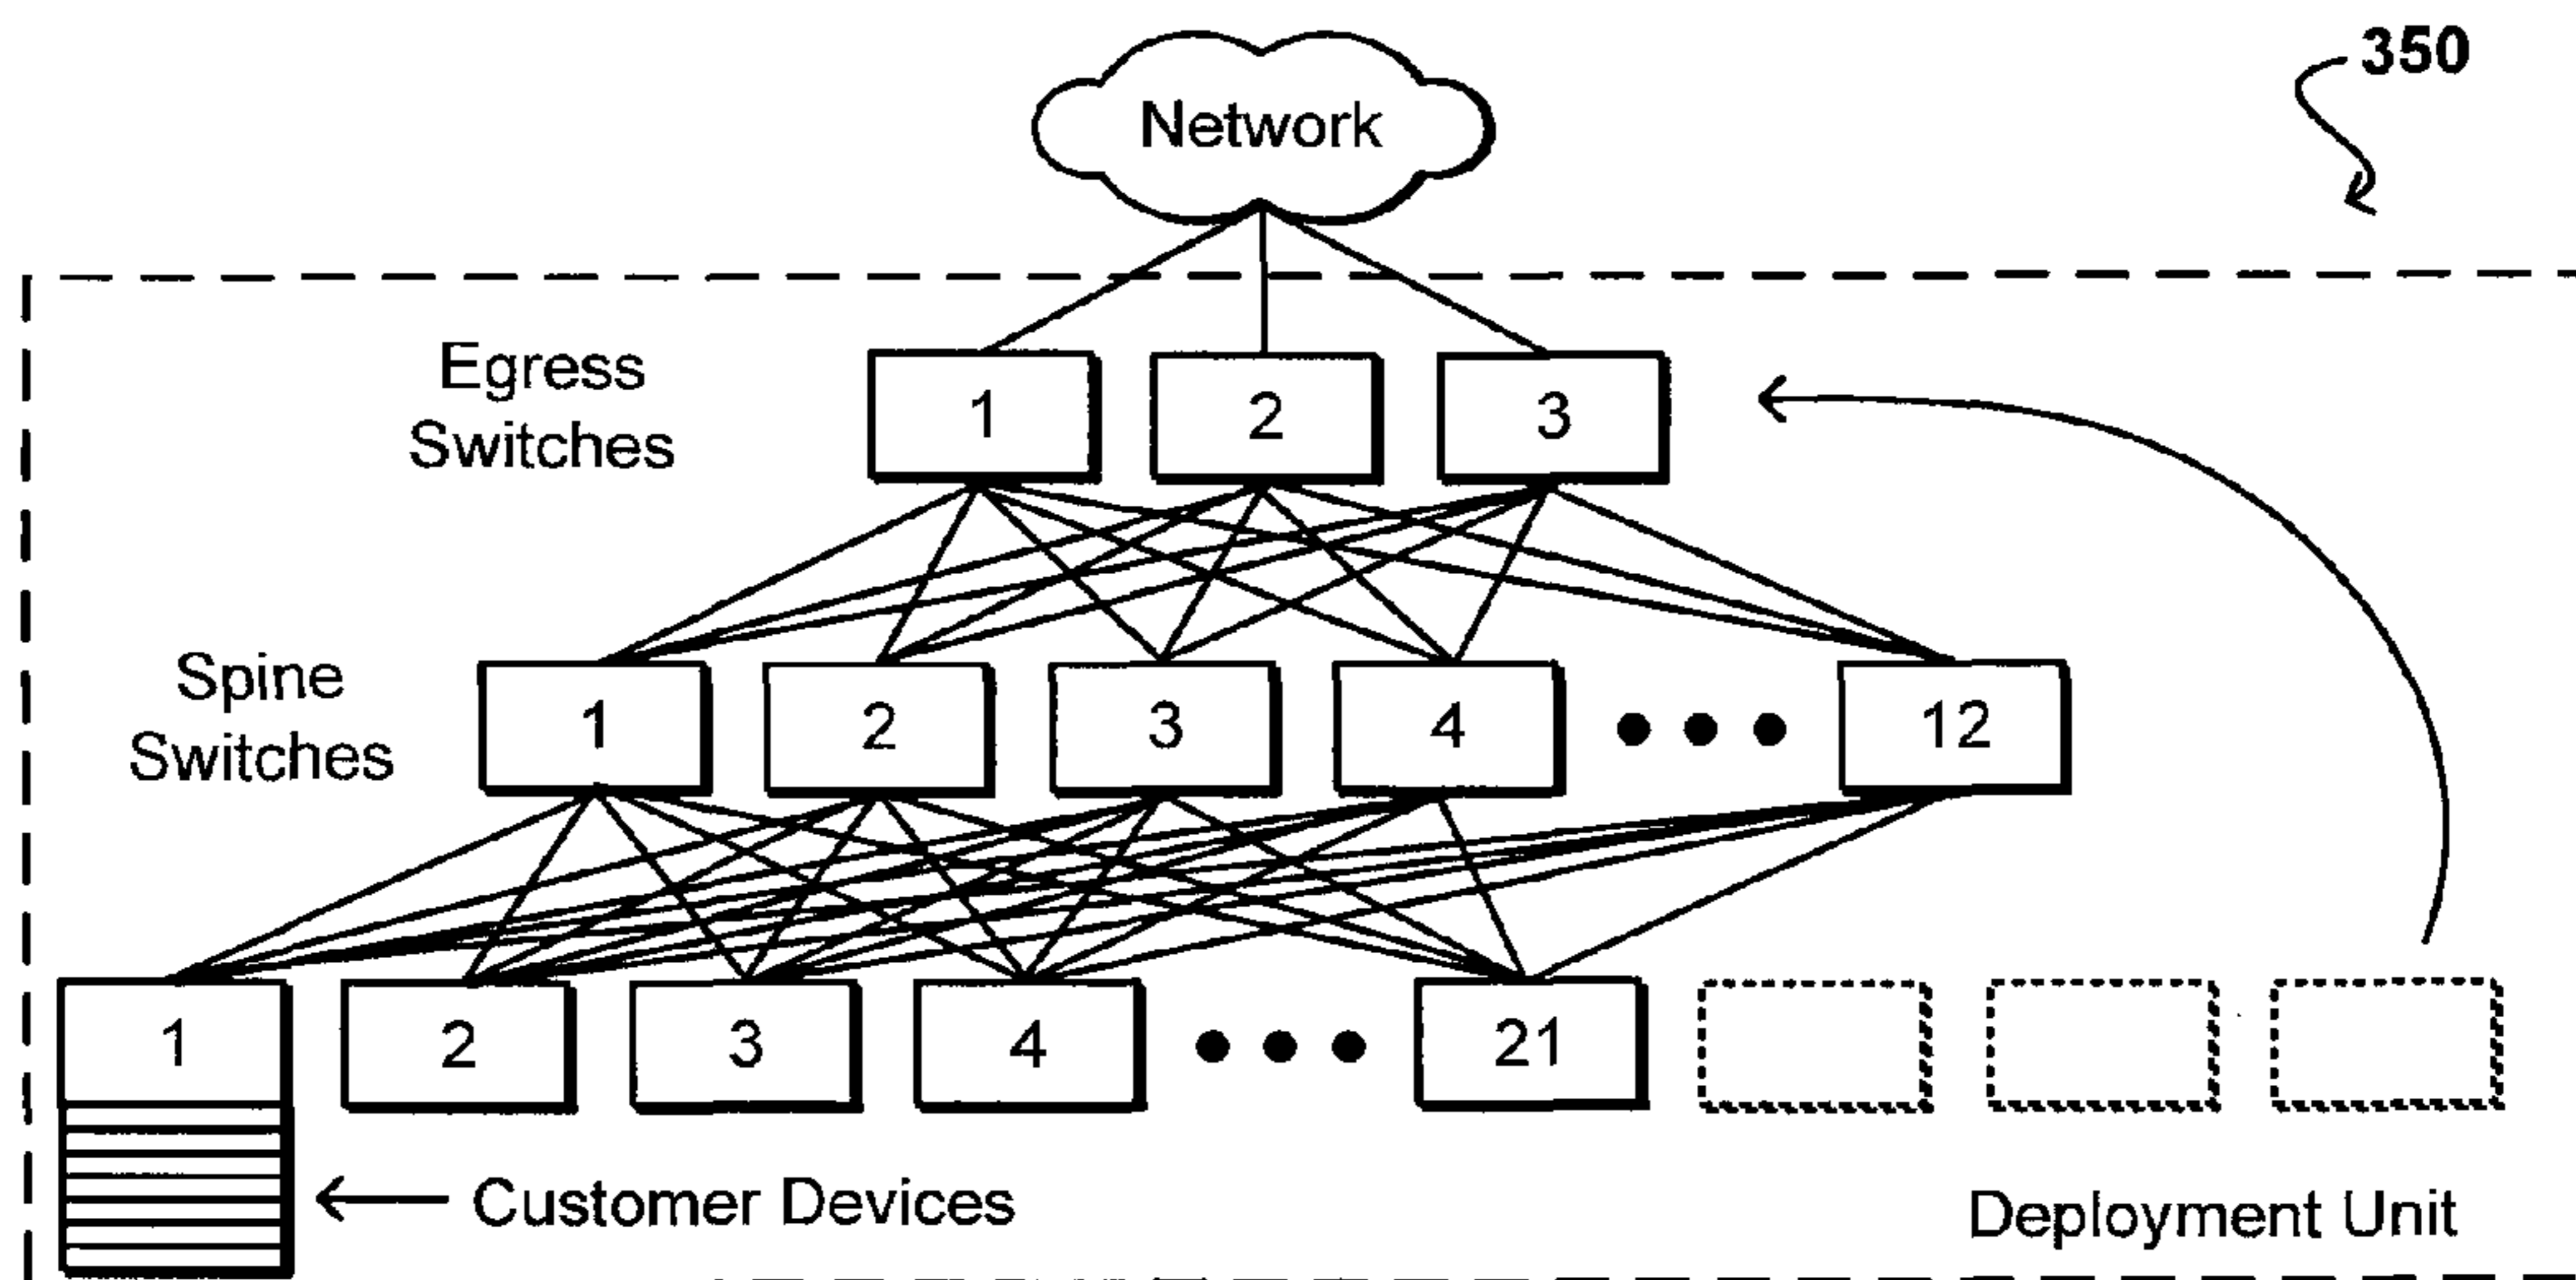 350
Network
Egress
Switches
1 2 3
Spine
Switches
1 2 3 4 12
1 2 3 4 21
Customer Devices
Deployment Unit